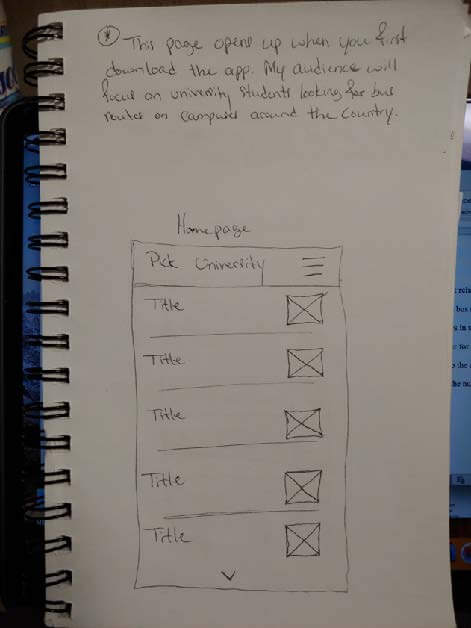 * This page opens up when you first
download the app. My audience will
focus on university students looking for bus
routes on campuses around the country.
Homepage
Pick University
Title
Title
Title
Title
Title